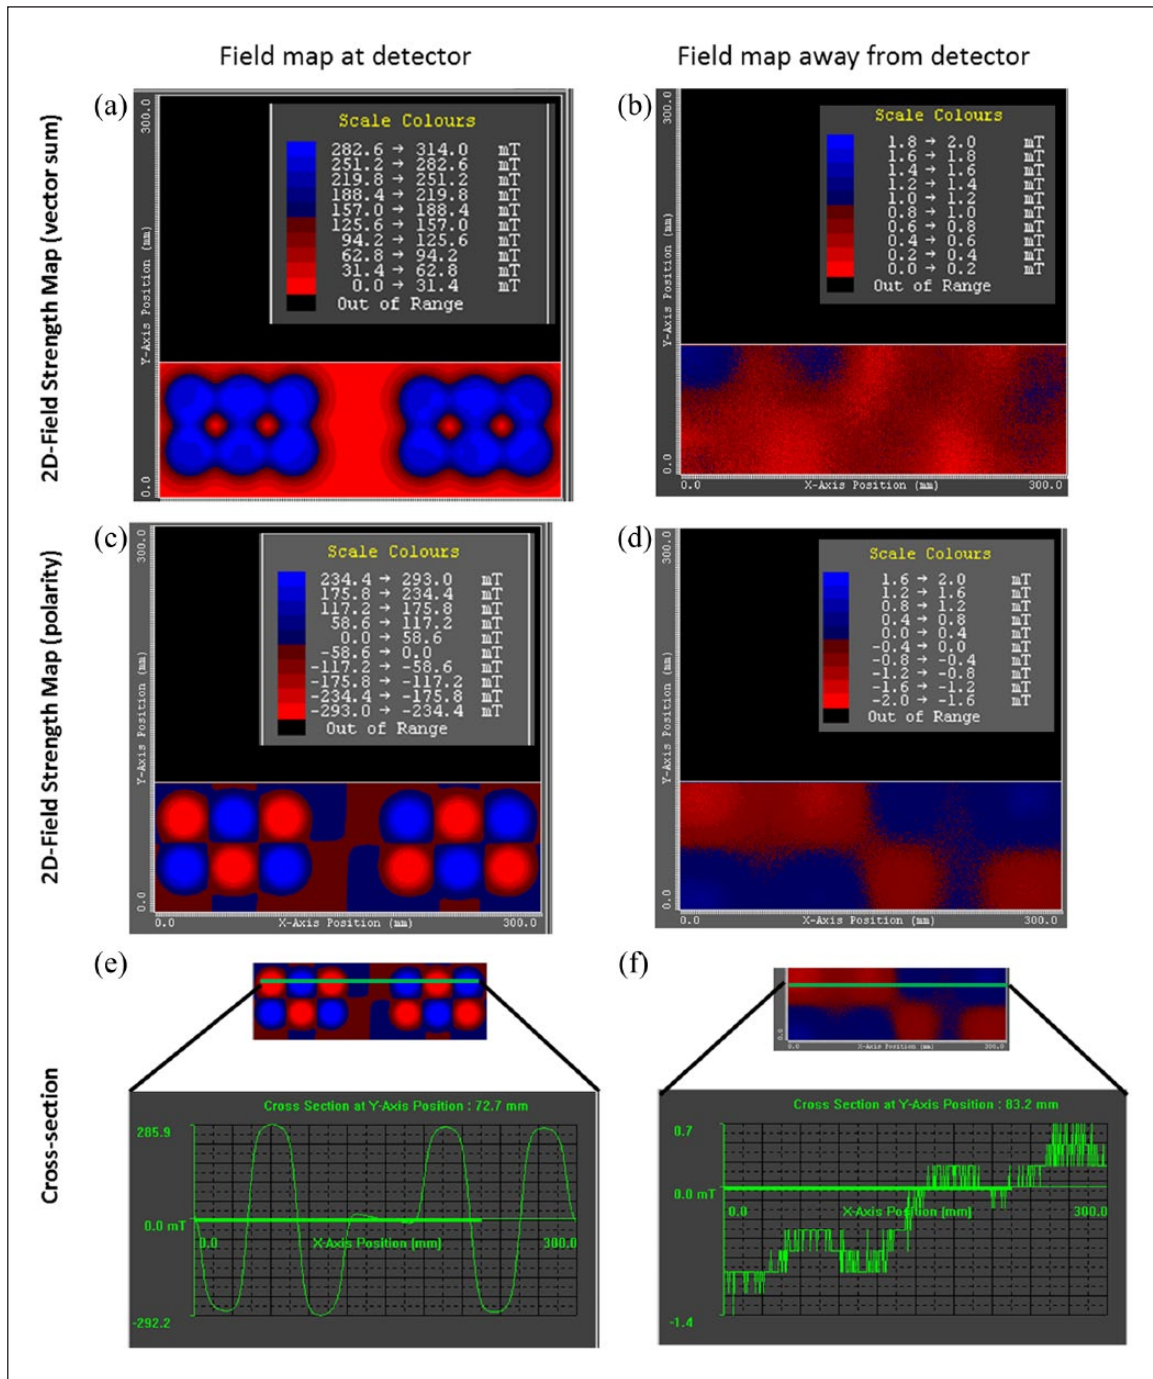 Field map at detector
Field map away from detector
2D-Field Strength Map (vector sum)
(a)
Y-Axis Position (mm)
300.0
0.0
Scale Colours
282.6 → 314.0 mT
251.2 → 282.6 mT
219.8 → 251.2 mT
188.4 → 219.8 mT
157.0 → 188.4 mT
125.6 → 157.0 mT
94.2 → 125.6 mT
62.8 → 94.2 mT
31.4 → 62.8 mT
0.0 → 31.4 mT
Out of Range
(b)
Y-Axis Position (mm)
300.0
0.0
Scale Colours
1.8 → 2.0 mT
1.6 → 1.8 mT
1.4 → 1.6 mT
1.2 → 1.4 mT
1.0 → 1.2 mT
0.8 → 1.0 mT
0.6 → 0.8 mT
0.4 → 0.6 mT
0.2 → 0.4 mT
0.0 → 0.2 mT
Out of Range
0.0 X-Axis Position (mm) 300.0
2D-Field Strength Map (polarity)
(c)
Y-Axis Position (mm)
300.0
0.0
Scale Colours
234.4 → 293.0 mT
175.8 → 234.4 mT
117.2 → 175.8 mT
58.6 → 117.2 mT
0.0 → 58.6 mT
-58.6 → 0.0 mT
-117.2 → -58.6 mT
-175.8 → -117.2 mT
-234.4 → -175.8 mT
-293.0 → -234.4 mT
Out of Range
0.0 X-Axis Position (mm) 300.0
(d)
Y-Axis Position (mm)
300.0
0.0
Scale Colours
1.6 → 2.0 mT
1.2 → 1.6 mT
0.8 → 1.2 mT
0.4 → 0.8 mT
0.0 → 0.4 mT
-0.4 → 0.0 mT
-0.8 → -0.4 mT
-1.2 → -0.8 mT
-1.6 → -1.2 mT
-2.0 → -1.6 mT
Out of Range
0.0 X-Axis Position (mm) 300.0
Cross-section
(e)
Cross Section at Y-Axis Position : 72.7 mm
285.9
0.0 mT
0.0 X-Axis Position (mm) 300.0
-292.2
(f)
0.0 X-Axis Position (mm) 300.0
Cross Section at Y-Axis Position : 83.2 mm
0.7
0.0 mT
0.0 X-Axis Position (mm) 300.0
-1.4